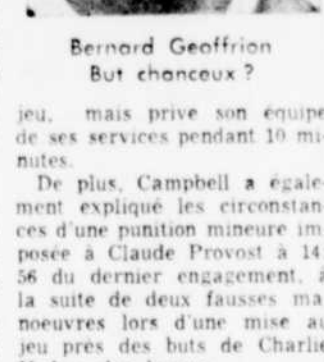 Bernard Geoffrion
But chanceux ?
jeu, mais prive son équipe
de ses services pendant 10 mi-
nutes.
De plus, Campbell a égale-
ment expliqué les circonstan-
ces d'une punition mineure im-
posée à Claude Provost à 14
56 du dernier engagement, à
la suite de deux fausses ma-
noeuvres lors d'une mise au
jeu près des buts de Charlie